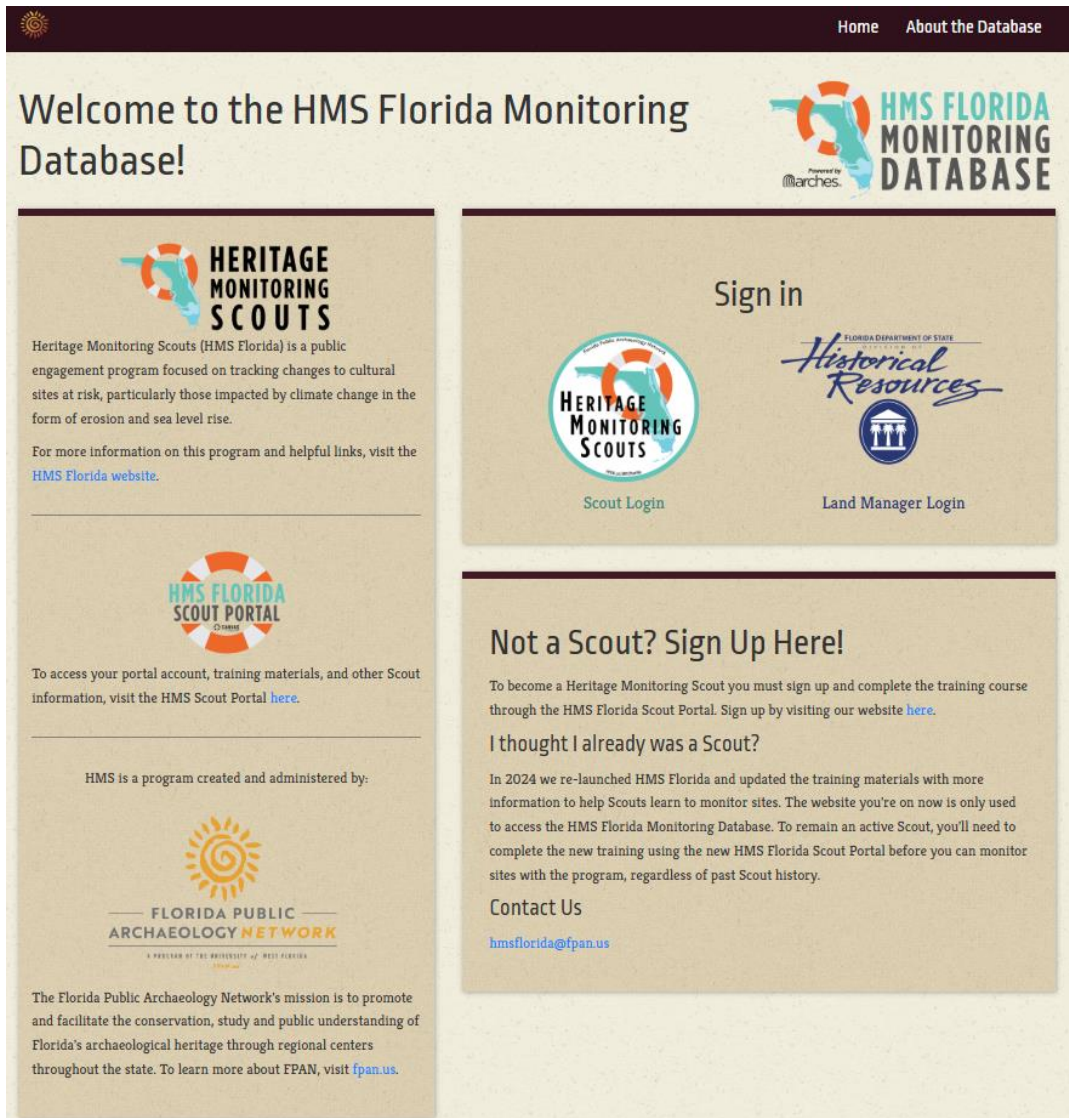 Home About the Database
Welcome to the HMS Florida Monitoring
Database!
HMS FLORIDA
MONITORING
DATABASE
Powered by
arches.
HERITAGE
MONITORING
SCOUTS
Heritage Monitoring Scouts (HMS Florida) is a public
engagement program focused on tracking changes to cultural
sites at risk, particularly those impacted by climate change in the
form of erosion and sea level rise.
For more information on this program and helpful links, visit the
HMS Florida website.
HMS FLORIDA
SCOUT PORTAL
To access your portal account, training materials, and other Scout
information, visit the HMS Scout Portal here.
HMS is a program created and administered by:
FLORIDA PUBLIC
ARCHAEOLOGY NETWORK
A PROGRAM OF THE UNIVERSITY of WEST FLORIDA
The Florida Public Archaeology Network's mission is to promote
and facilitate the conservation, study and public understanding of
Florida's archaeological heritage through regional centers
throughout the state. To learn more about FPAN, visit fpan.us.
Sign in
Florida Public Archaeology Network
HERITAGE
MONITORING
SCOUTS
Scout Login
FLORIDA DEPARTMENT OF STATE
DIVISION OF
Historical
Resources
Land Manager Login
Not a Scout? Sign Up Here!
To become a Heritage Monitoring Scout you must sign up and complete the training course
through the HMS Florida Scout Portal. Sign up by visiting our website here.
I thought I already was a Scout?
In 2024 we re-launched HMS Florida and updated the training materials with more
information to help Scouts learn to monitor sites. The website you're on now is only used
to access the HMS Florida Monitoring Database. To remain an active Scout, you'll need to
complete the new training using the new HMS Florida Scout Portal before you can monitor
sites with the program, regardless of past Scout history.
Contact Us
hmsflorida@fpan.us